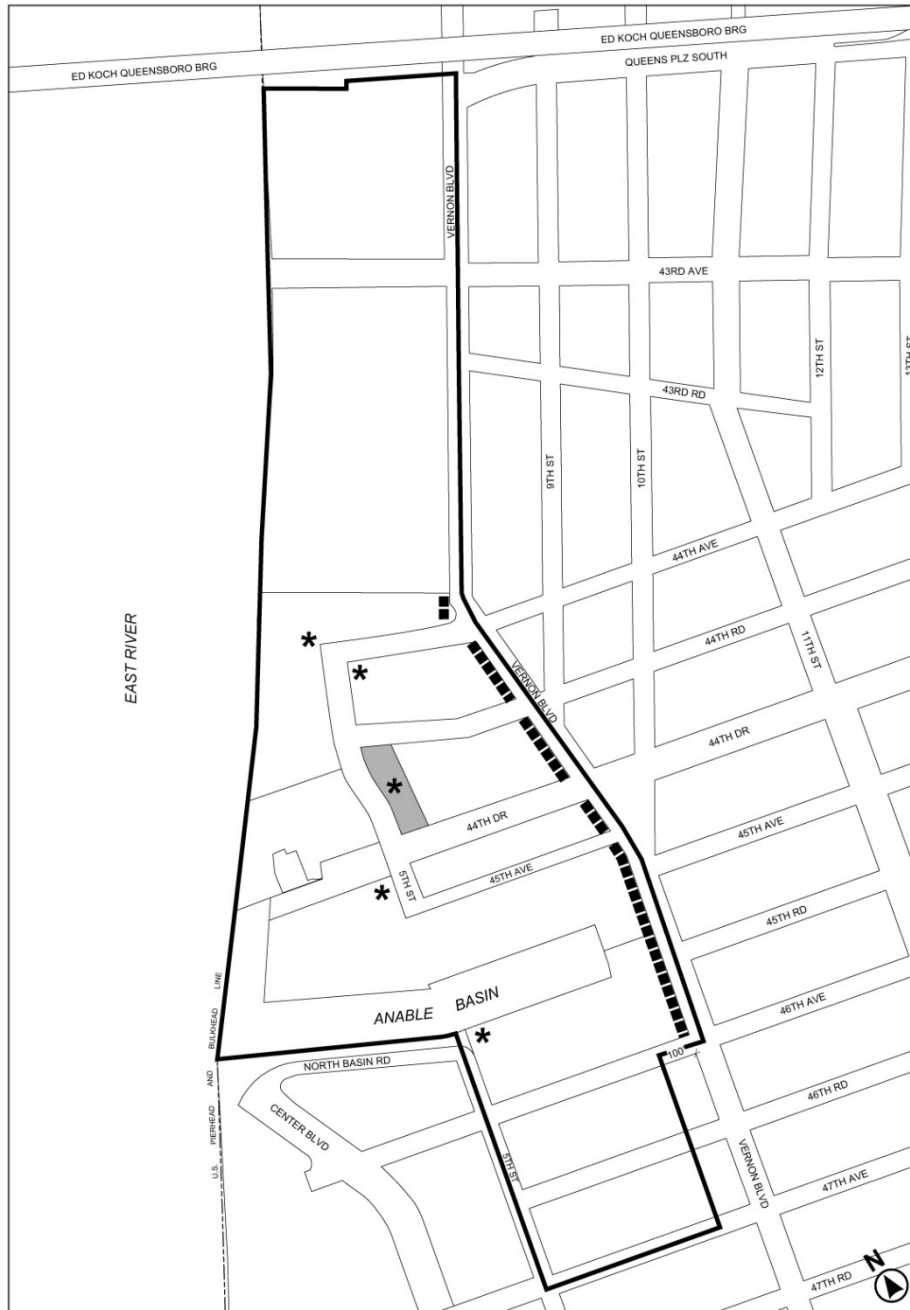 ED KOCH QUEENSBORO BRG
ED KOCH QUEENSBORO BRG
QUEENS PLZ SOUTH
VERNON BLVD
43RD AVE
12TH ST
13TH ST
43RD RD
9TH ST
10TH ST
44TH AVE
EAST RIVER
*
*
44TH RD
11TH ST
VERNON BLVD
44TH DR
*
44TH DR
45TH AVE
45TH AVE
5TH ST
*
45TH RD
ANABLE BASIN
46TH AVE
*
100
NORTH BASIN RD
U.S. PIERHEAD AND BULKHEAD LINE
46TH RD
CENTER BLVD
5TH ST
VERNON BLVD
47TH AVE
47TH RD
N